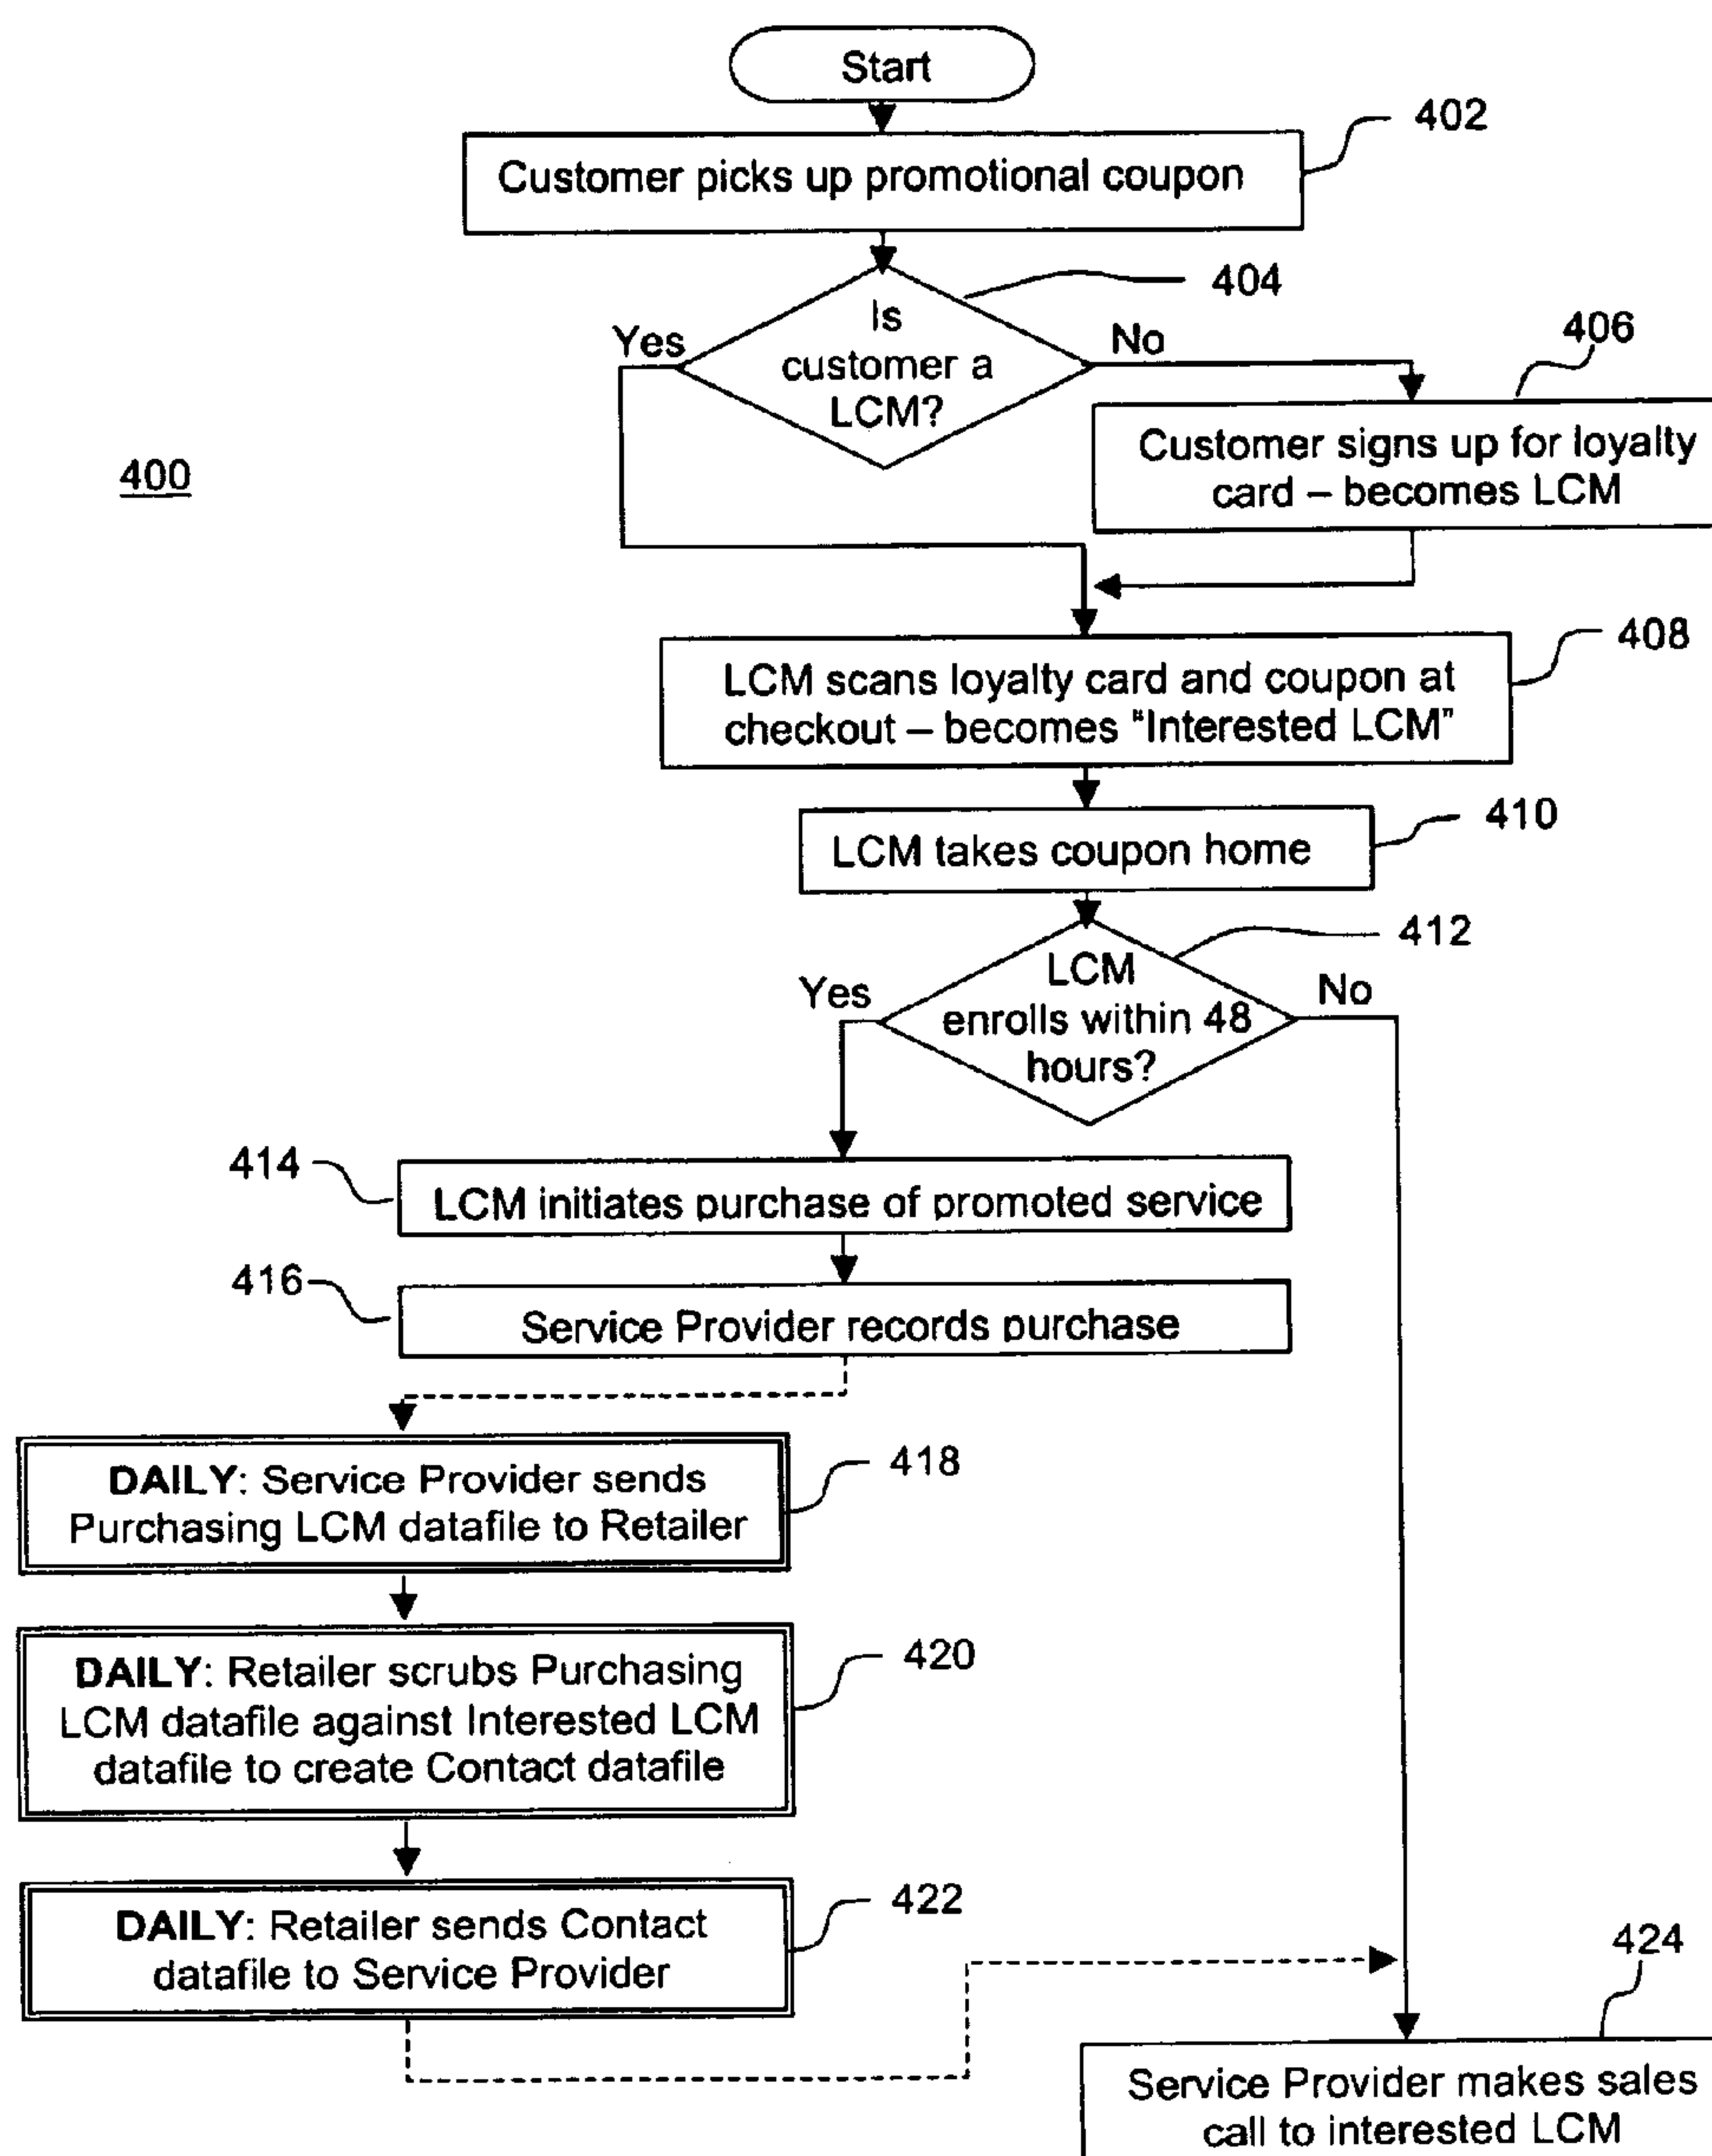 Start
402
Customer picks up promotional coupon
404
Is
customer a
LCM?
Yes
No
406
Customer signs up for loyalty
card – becomes LCM
400
408
LCM scans loyalty card and coupon at
checkout – becomes "Interested LCM"
410
LCM takes coupon home
412
LCM
enrolls within 48
hours?
Yes
No
414
LCM initiates purchase of promoted service
416
Service Provider records purchase
418
DAILY: Service Provider sends
Purchasing LCM datafile to Retailer
420
DAILY: Retailer scrubs Purchasing
LCM datafile against Interested LCM
datafile to create Contact datafile
422
DAILY: Retailer sends Contact
datafile to Service Provider
424
Service Provider makes sales
call to interested LCM